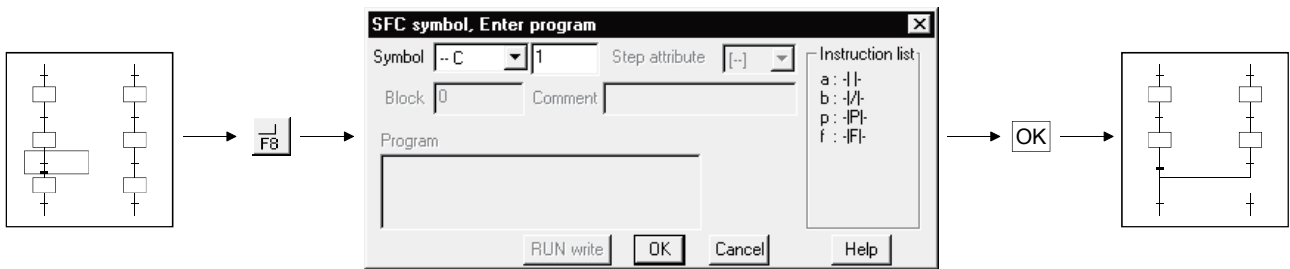 SFC symbol, Enter program
Symbol -- C 1 Step attribute [--] Instruction list
a : -| |-
Block 0 Comment b : -|/|-
p : -|P|-
F8 f : -|F|- OK
Program
RUN write OK Cancel Help